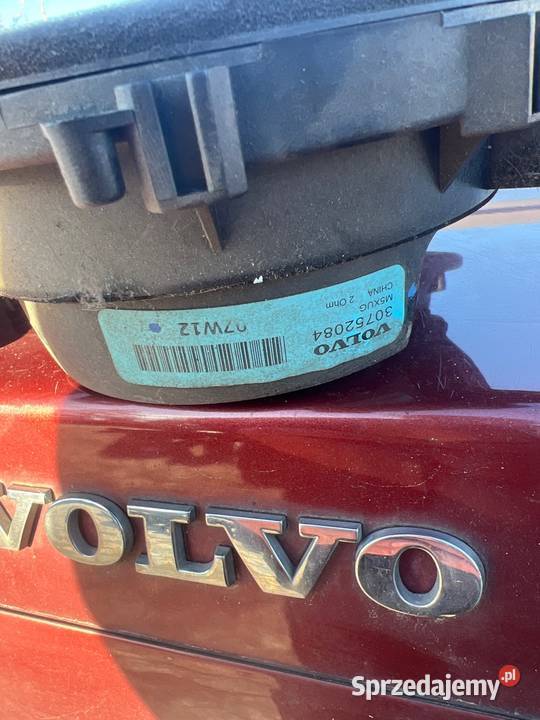 VOLVO
30752084
M5XUG 2 Ohm
CHINA
07W12
VOLVO
Sprzedajemy.pl